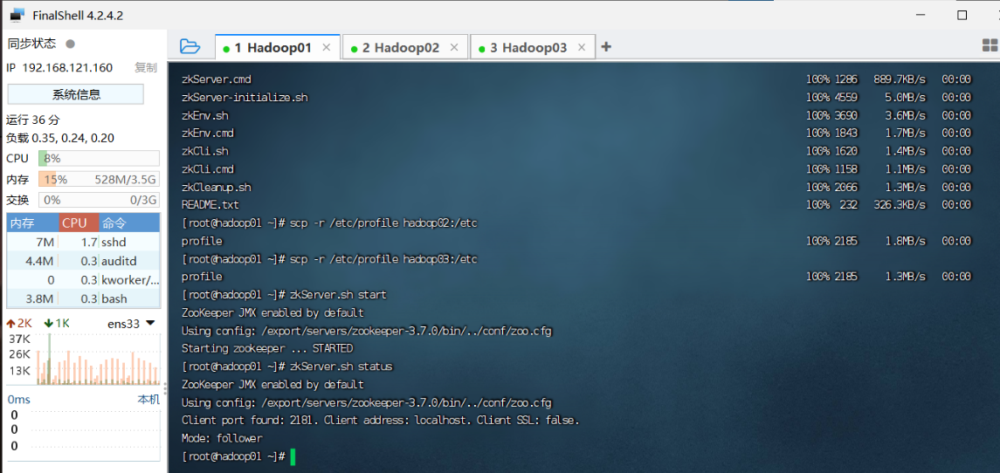 FinalShell 4.2.4.2
同步状态
IP 192.168.121.160 复制
系统信息
运行 36 分
负载 0.35, 0.24, 0.20
CPU 8%
内存 15% 528M/3.5G
交换 0% 0/3G
内存 CPU 命令
7M 1.7 sshd
4.4M 0.3 auditd
0 0.3 kworker/...
3.8M 0.3 bash
2K 1K ens33
37K
26K
13K
0ms 本机
0
0
0
1 Hadoop01
2 Hadoop02
3 Hadoop03
zkServer.cmd 100% 1286 889.7KB/s 00:00
zkServer-initialize.sh 100% 4559 5.0MB/s 00:00
zkEnv.sh 100% 3690 3.6MB/s 00:00
zkEnv.cmd 100% 1843 1.7MB/s 00:00
zkCli.sh 100% 1620 1.4MB/s 00:00
zkCli.cmd 100% 1158 1.1MB/s 00:00
zkCleanup.sh 100% 2066 1.3MB/s 00:00
README.txt 100% 232 326.3KB/s 00:00
[root@hadoop01 ~]# scp -r /etc/profile hadoop02:/etc
profile 100% 2185 1.8MB/s 00:00
[root@hadoop01 ~]# scp -r /etc/profile hadoop03:/etc
profile 100% 2185 1.3MB/s 00:00
[root@hadoop01 ~]# zkServer.sh start
ZooKeeper JMX enabled by default
Using config: /export/servers/zookeeper-3.7.0/bin/../conf/zoo.cfg
Starting zookeeper ... STARTED
[root@hadoop01 ~]# zkServer.sh status
ZooKeeper JMX enabled by default
Using config: /export/servers/zookeeper-3.7.0/bin/../conf/zoo.cfg
Client port found: 2181. Client address: localhost. Client SSL: false.
Mode: follower
[root@hadoop01 ~]#